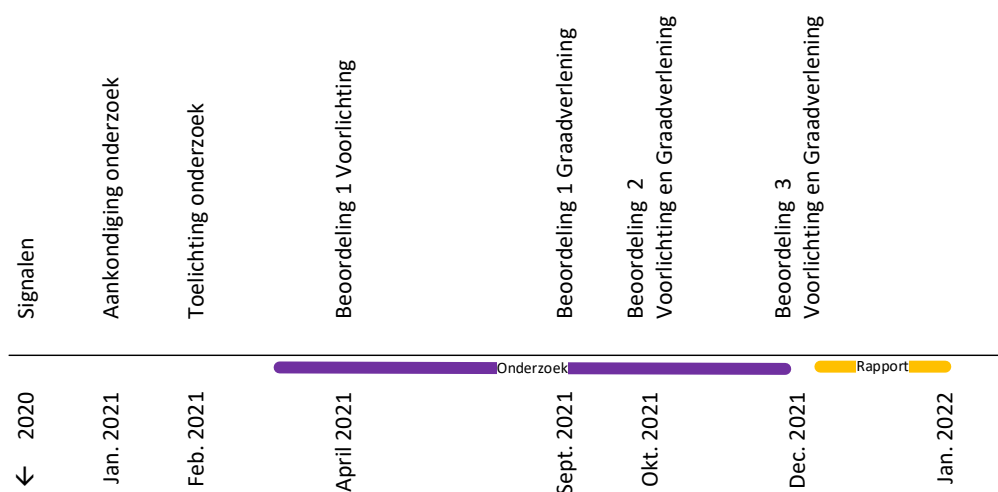 Signalen
Aankondiging onderzoek
Toelichting onderzoek
Beoordeling 1 Voorlichting
Beoordeling 1 Graadverlening
Beoordeling 2
Voorlichting en Graadverlening
Beoordeling 3
Voorlichting en Graadverlening
Onderzoek
Rapport
← 2020
Jan. 2021
Feb. 2021
April 2021
Sept. 2021
Okt. 2021
Dec. 2021
Jan. 2022